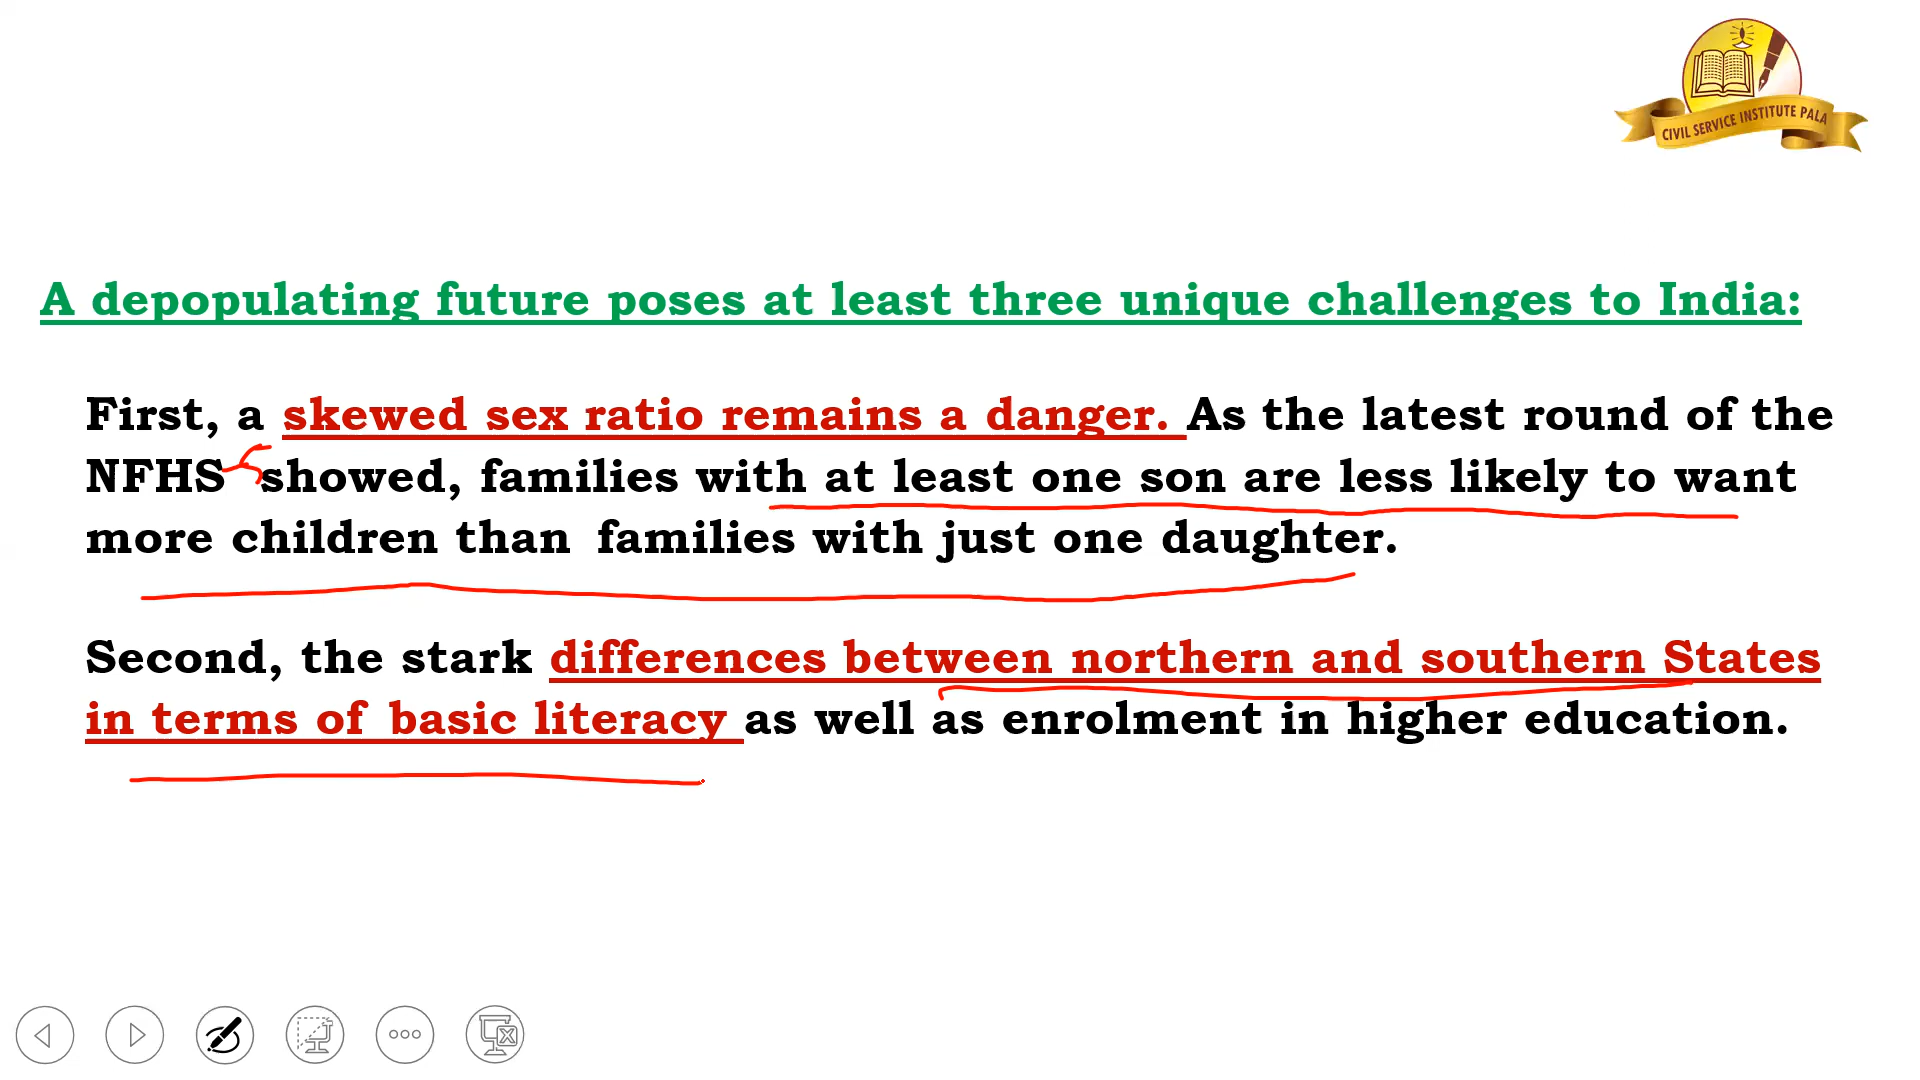 CIVIL SERVICE INSTITUTE PALA
A depopulating future poses at least three unique challenges to India:
First, a skewed sex ratio remains a danger. As the latest round of the
NFHS 5 showed, families with at least one son are less likely to want
more children than families with just one daughter.
Second, the stark differences between northern and southern States
in terms of basic literacy as well as enrolment in higher education.